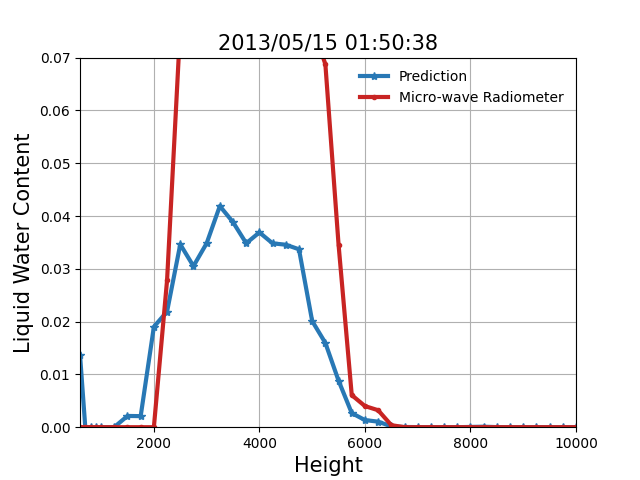 2013/05/15 01:50:38
Prediction
Micro-wave Radiometer
Liquid Water Content
0.07
0.06
0.05
0.04
0.03
0.02
0.01
0.00
2000 4000 6000 8000 10000
Height